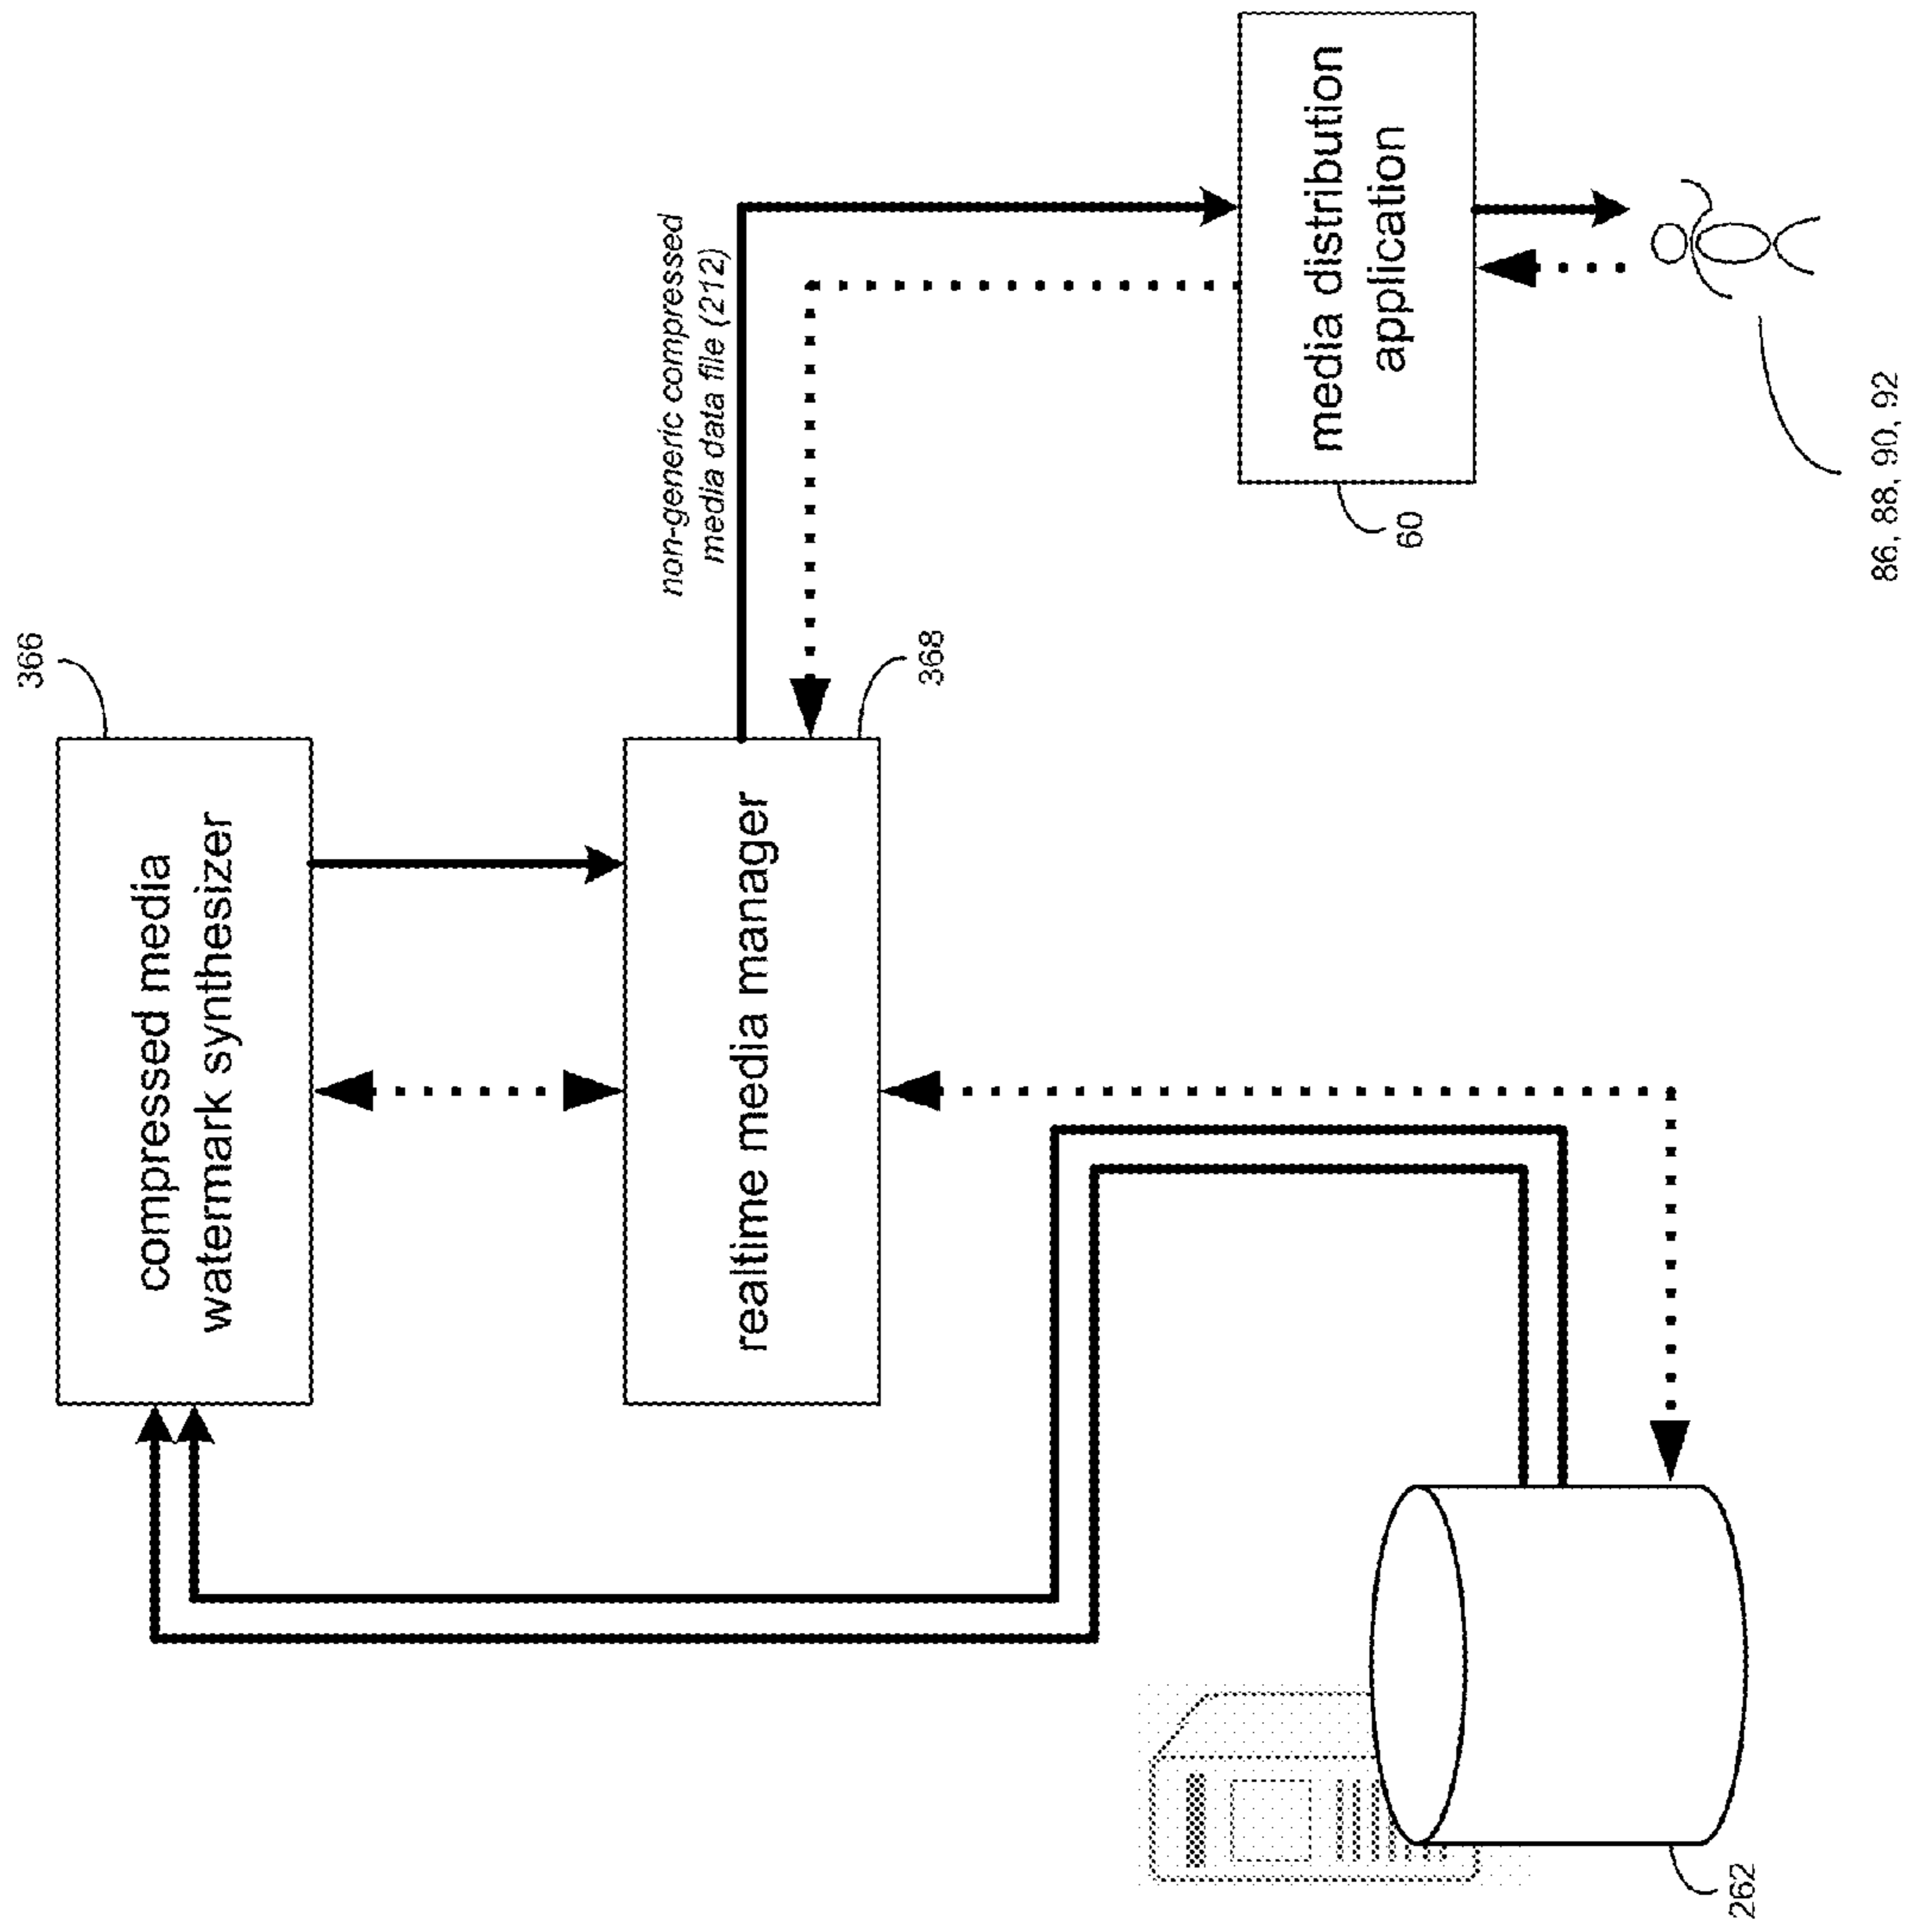 366
compressed media
watermark synthesizer
non-generic compressed
media data file (212)
realtime media manager
368
media distribution
application
60
86, 88, 90, 92
262